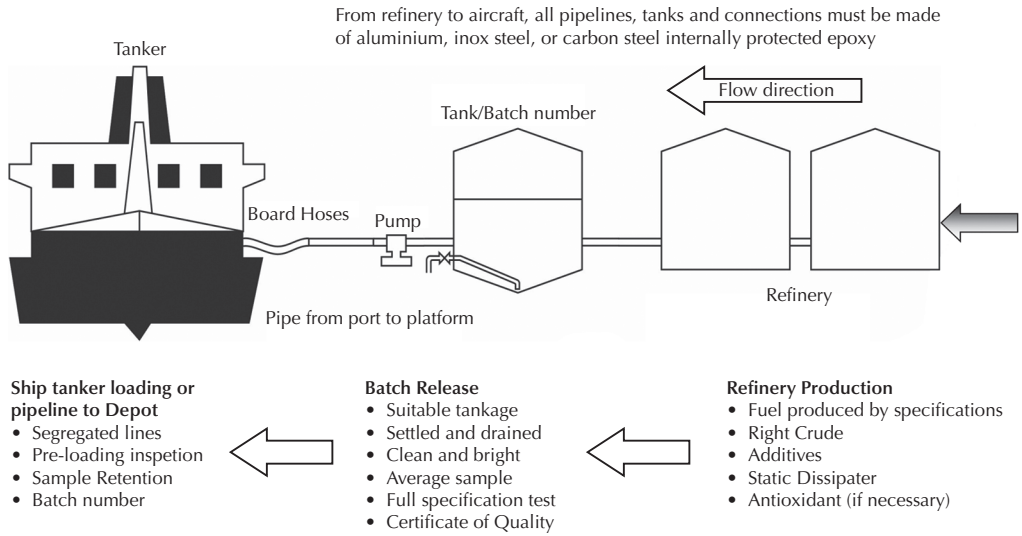 From refinery to aircraft, all pipelines, tanks and connections must be made
of aluminium, inox steel, or carbon steel internally protected epoxy
Tanker
Flow direction
Tank/Batch number
Board Hoses
Pump
Refinery
Pipe from port to platform
Ship tanker loading or
pipeline to Depot
• Segregated lines
• Pre-loading inspetion
• Sample Retention
• Batch number
Batch Release
• Suitable tankage
• Settled and drained
• Clean and bright
• Average sample
• Full specification test
• Certificate of Quality
Refinery Production
• Fuel produced by specifications
• Right Crude
• Additives
• Static Dissipater
• Antioxidant (if necessary)